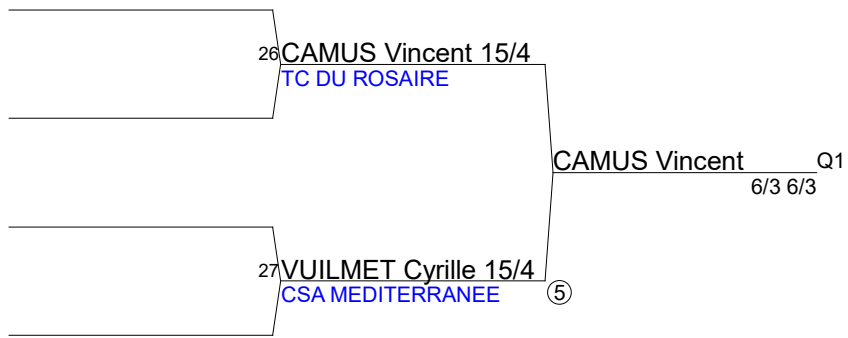 26 CAMUS Vincent 15/4
TC DU ROSAIRE
CAMUS Vincent Q1
6/3 6/3
27 VUILMET Cyrille 15/4
CSA MEDITERRANEE
5